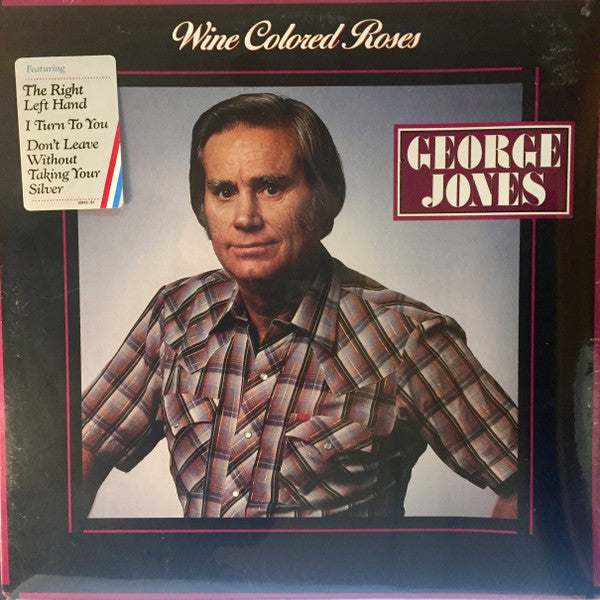 Wine Colored Roses
Featuring
The Right
Left Hand
I Turn To You
Don't Leave
Without
Taking Your
Silver
GEORGE
JONES